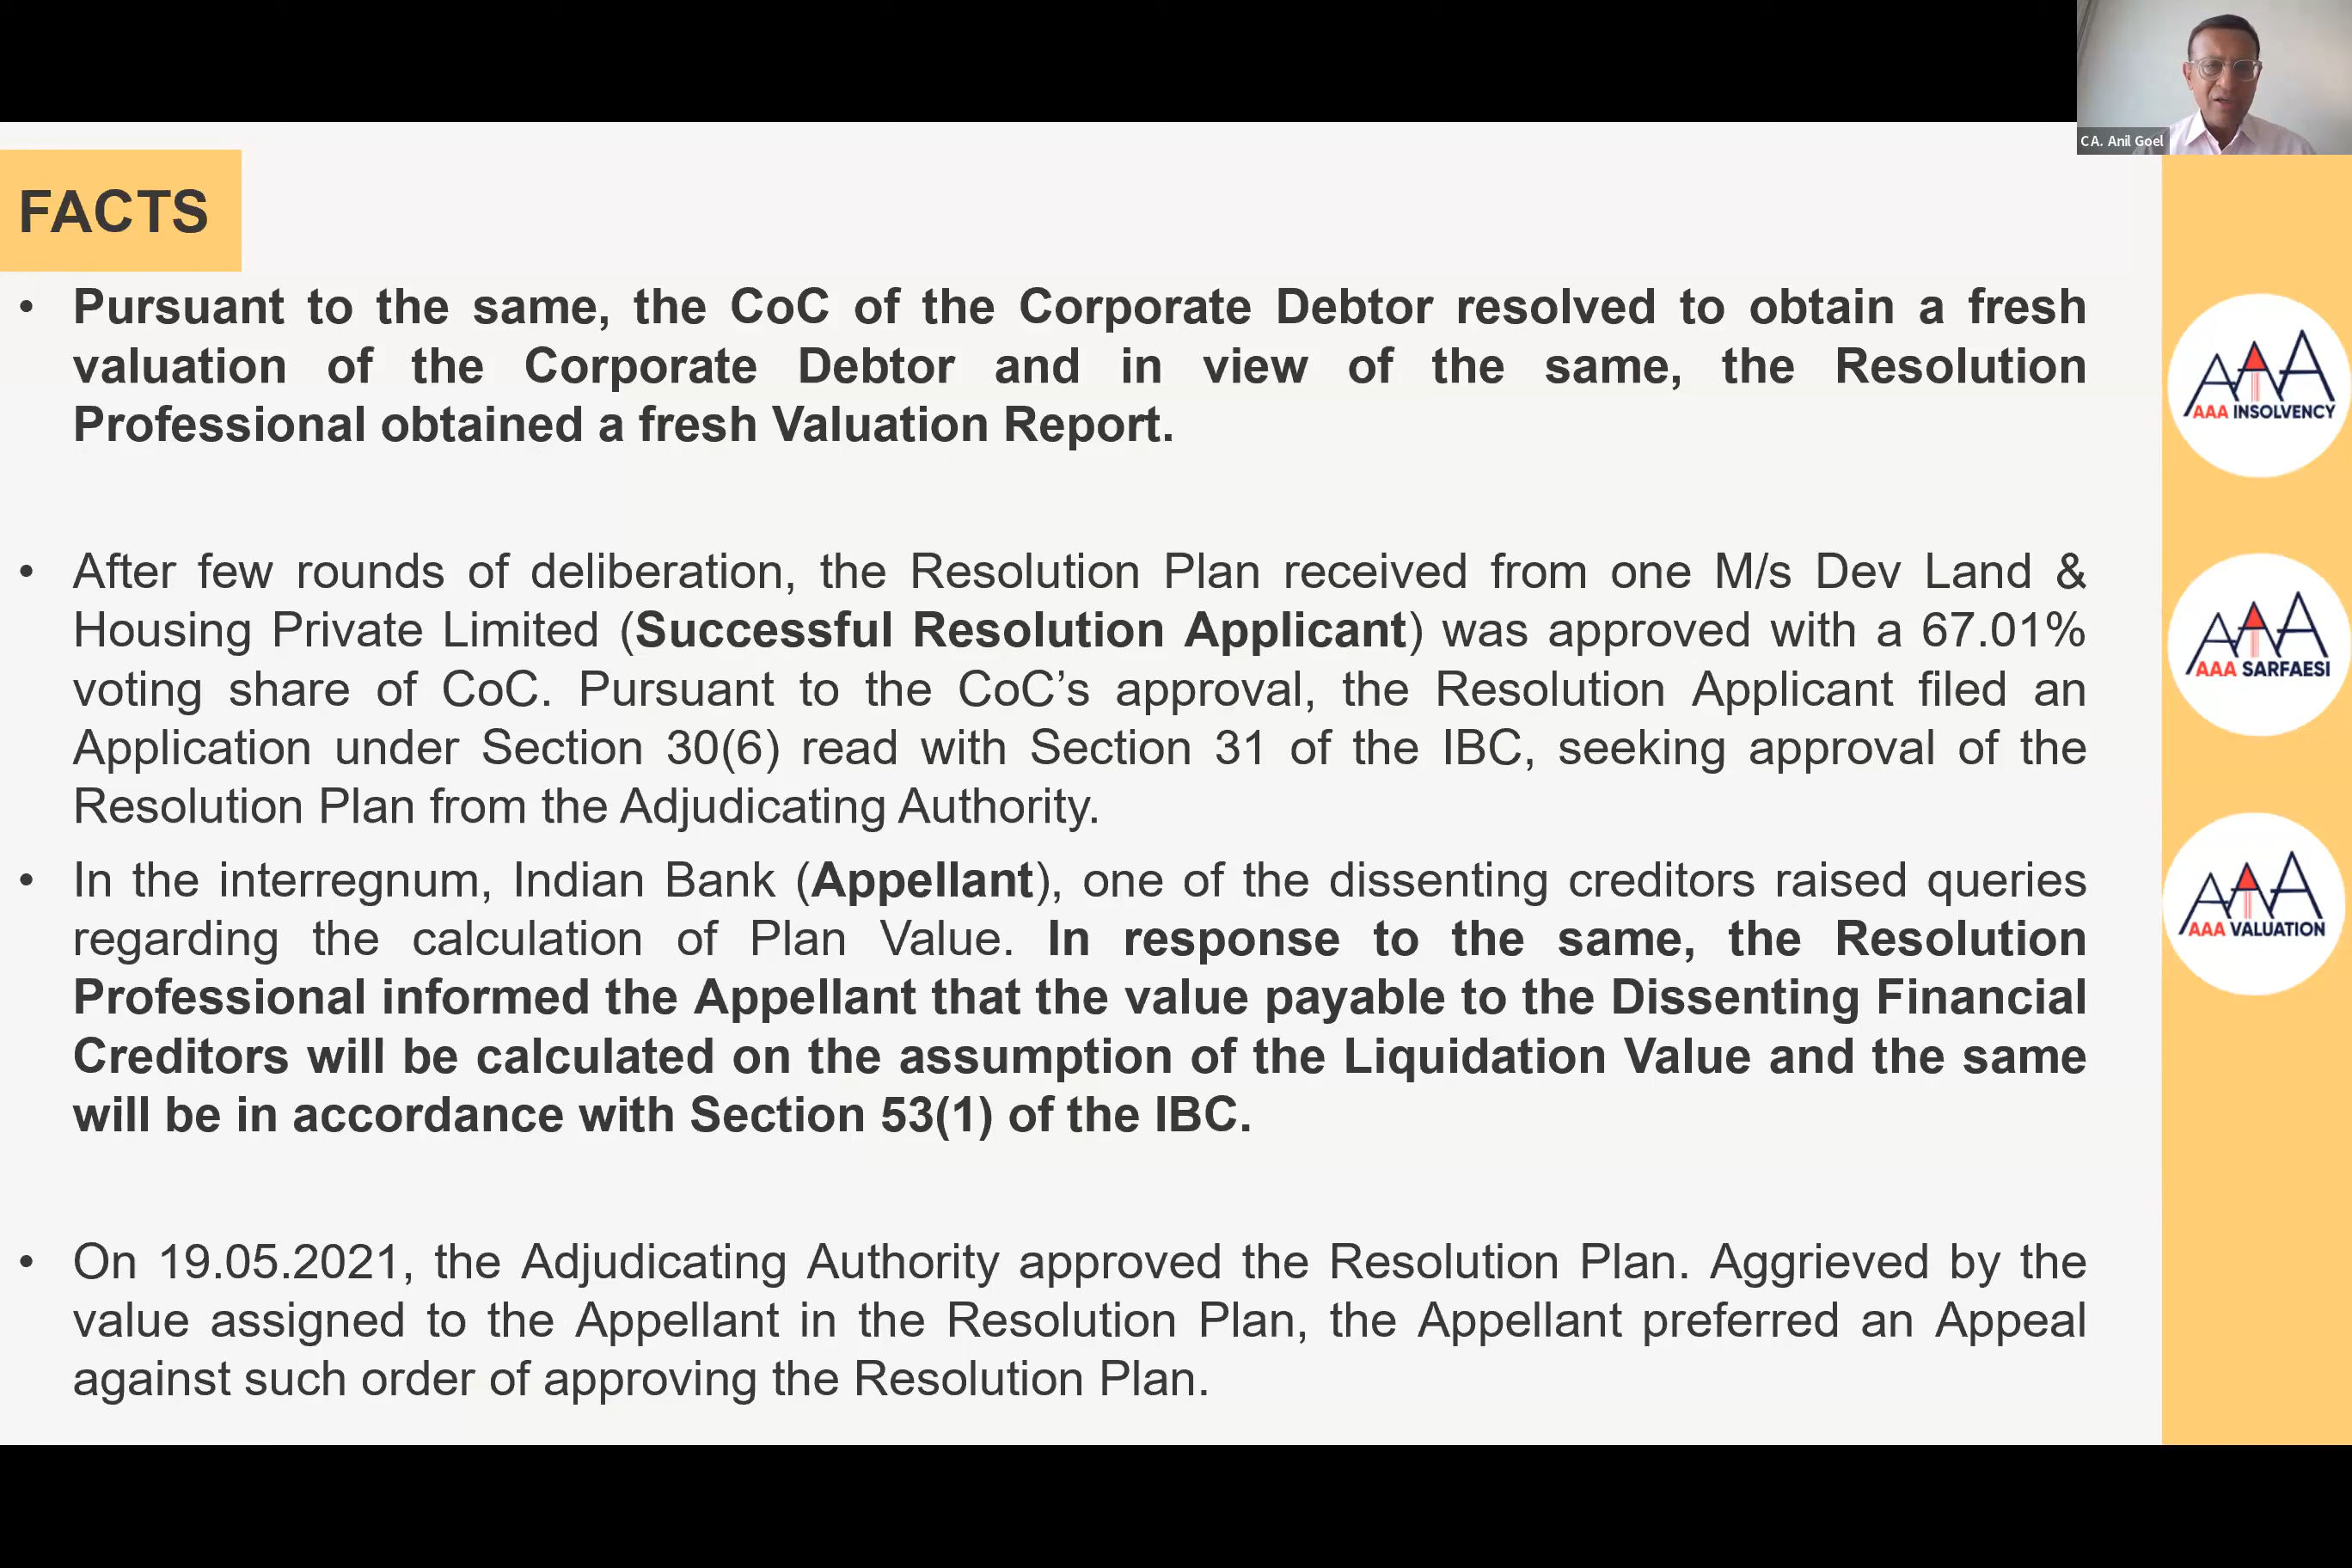 CA. Anil Goel
FACTS
• Pursuant to the same, the CoC of the Corporate Debtor resolved to obtain a fresh
valuation of the Corporate Debtor and in view of the same, the Resolution
Professional obtained a fresh Valuation Report.
• After few rounds of deliberation, the Resolution Plan received from one M/s Dev Land &
Housing Private Limited (Successful Resolution Applicant) was approved with a 67.01%
voting share of CoC. Pursuant to the CoC’s approval, the Resolution Applicant filed an
Application under Section 30(6) read with Section 31 of the IBC, seeking approval of the
Resolution Plan from the Adjudicating Authority.
• In the interregnum, Indian Bank (Appellant), one of the dissenting creditors raised queries
regarding the calculation of Plan Value. In response to the same, the Resolution
Professional informed the Appellant that the value payable to the Dissenting Financial
Creditors will be calculated on the assumption of the Liquidation Value and the same
will be in accordance with Section 53(1) of the IBC.
• On 19.05.2021, the Adjudicating Authority approved the Resolution Plan. Aggrieved by the
value assigned to the Appellant in the Resolution Plan, the Appellant preferred an Appeal
against such order of approving the Resolution Plan.
AAA
AAA INSOLVENCY
AAA
AAA SARFAESI
AAA
AAA VALUATION